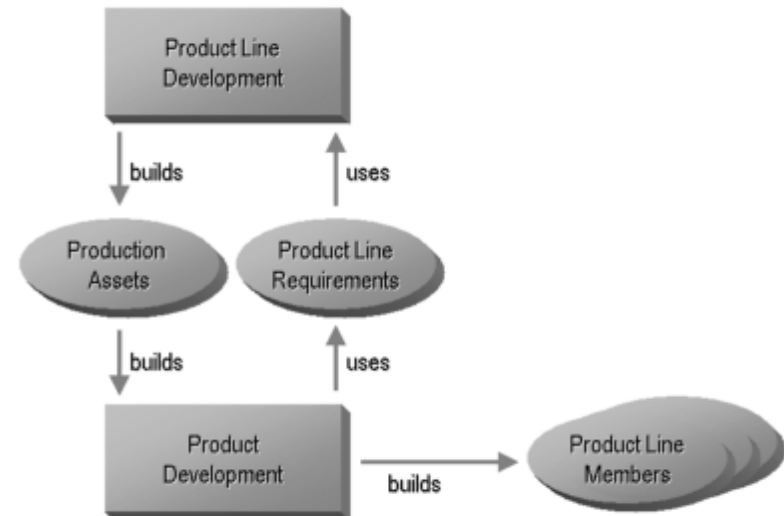 Product Line
Development
builds
uses
Production
Assets
Product Line
Requirements
builds
uses
Product
Development
builds
Product Line
Members